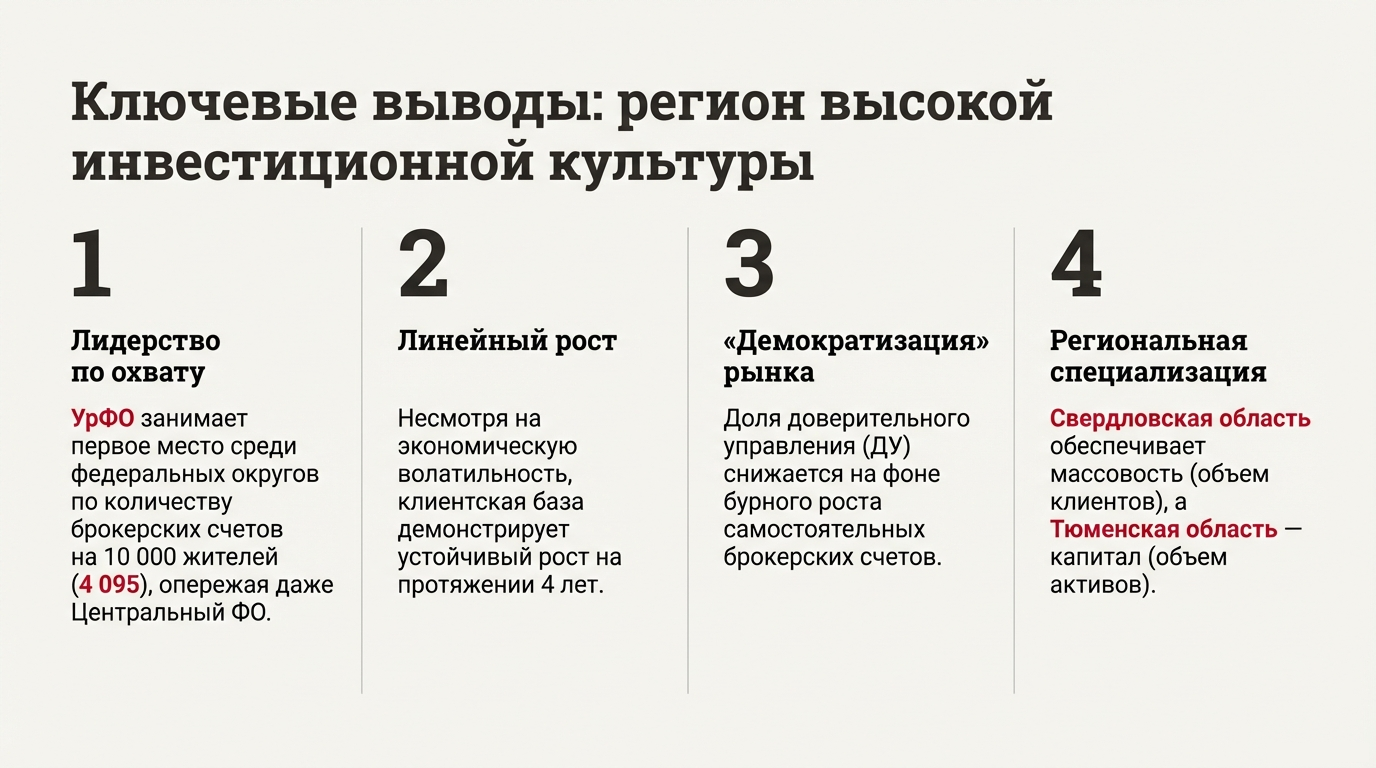 Ключевые выводы: регион высокой
инвестиционной культуры
1
Лидерство
по охвату
УрФО занимает
первое место среди
федеральных округов
по количеству
брокерских счетов
на 10 000 жителей
(4 095), опережая даже
Центральный ФО.
2
Линейный рост
Несмотря на
экономическую
волатильность,
клиентская база
демонстрирует
устойчивый рост на
протяжении 4 лет.
3
«Демократизация»
рынка
Доля доверительного
управления (ДУ)
снижается на фоне
бурного роста
самостоятельных
брокерских счетов.
4
Региональная
специализация
Свердловская область
обеспечивает
массовость (объем
клиентов), а
Тюменская область —
капитал (объем
активов).